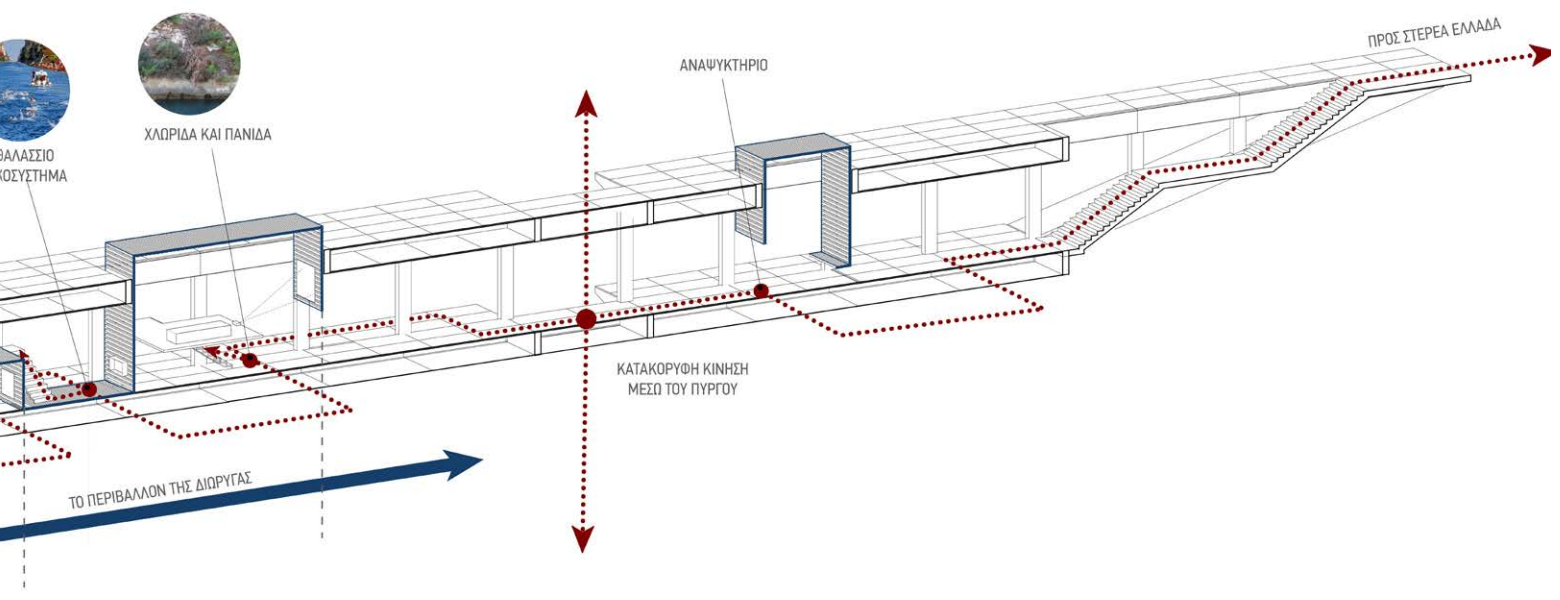 ΠΡΟΣ ΣΤΕΡΕΑ ΕΛΛΑΔΑ
ΑΝΑΨΥΚΤΗΡΙΟ
ΧΛΩΡΙΔΑ ΚΑΙ ΠΑΝΙΔΑ
ΘΑΛΑΣΣΙΟ
ΚΟΣΥΣΤΗΜΑ
ΚΑΤΑΚΟΡΥΦΗ ΚΙΝΗΣΗ
ΜΕΣΩ ΤΟΥ ΠΥΡΓΟΥ
ΤΟ ΠΕΡΙΒΑΛΛΟΝ ΤΗΣ ΔΙΩΡΥΓΑΣ